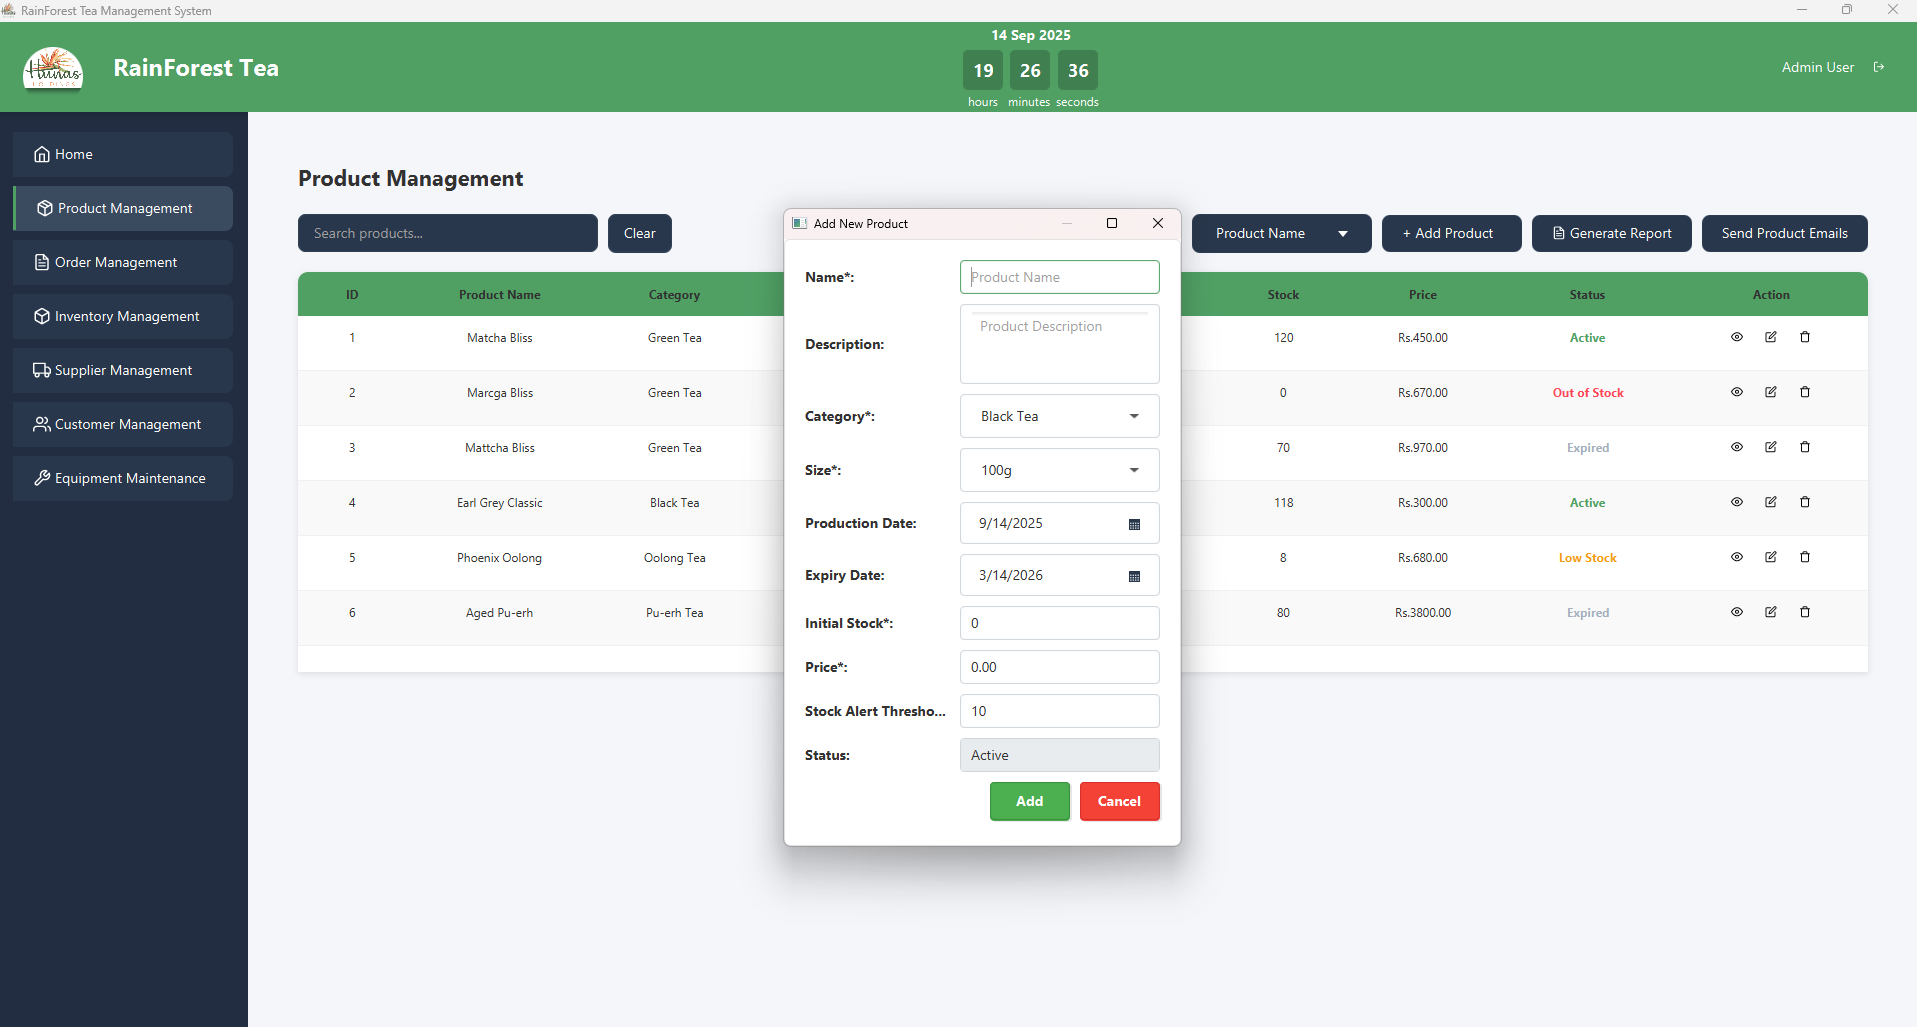 RainForest Tea Management System
Hunas
HOLDINGS
RainForest Tea
14 Sep 2025
19 26 36
hours minutes seconds
Admin User
Home
Product Management
Order Management
Inventory Management
Supplier Management
Customer Management
Equipment Maintenance
Product Management
Search products...
Clear
Product Name
+ Add Product
Generate Report
Send Product Emails
ID Product Name Category Stock Price Status Action
1 Matcha Bliss Green Tea 120 Rs.450.00 Active
2 Marcga Bliss Green Tea 0 Rs.670.00 Out of Stock
3 Mattcha Bliss Green Tea 70 Rs.970.00 Expired
4 Earl Grey Classic Black Tea 118 Rs.300.00 Active
5 Phoenix Oolong Oolong Tea 8 Rs.680.00 Low Stock
6 Aged Pu-erh Pu-erh Tea 80 Rs.3800.00 Expired
Add New Product
Name*: Product Name
Description: Product Description
Category*: Black Tea
Size*: 100g
Production Date: 9/14/2025
Expiry Date: 3/14/2026
Initial Stock*: 0
Price*: 0.00
Stock Alert Thresho... 10
Status: Active
Add Cancel